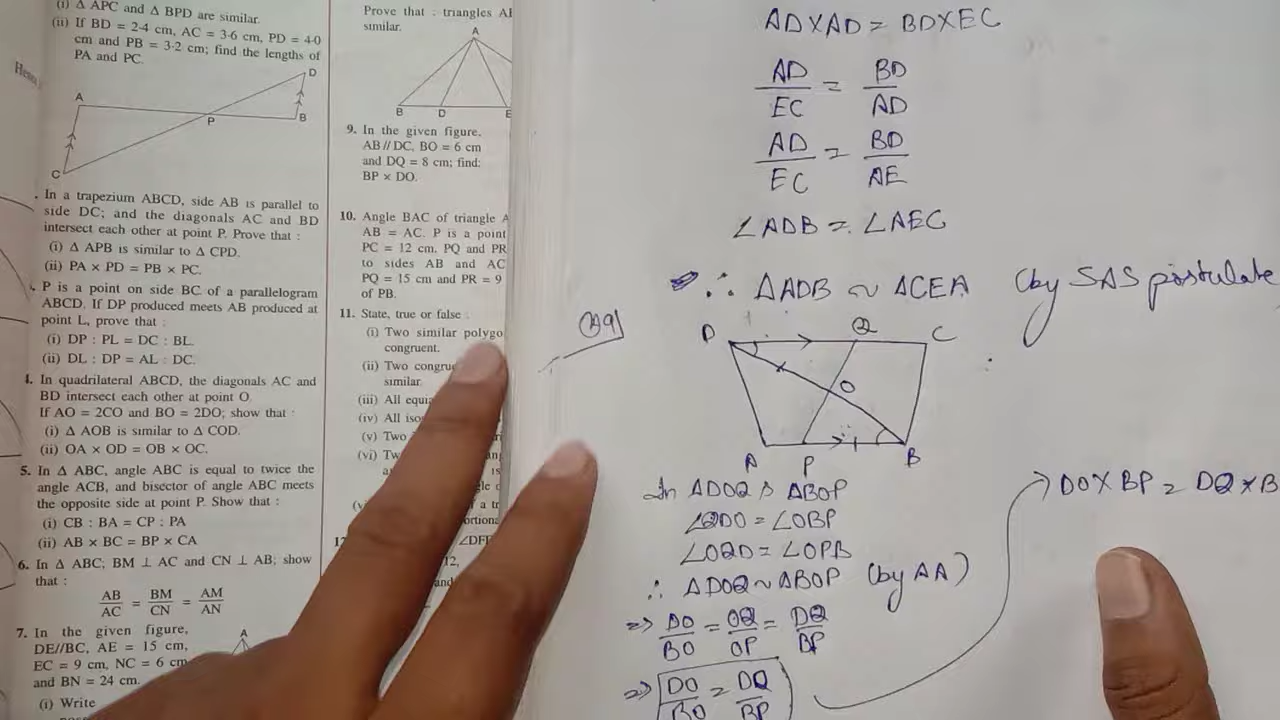 (i) Δ APC and Δ BPD are similar.
(ii) If BD = 2·4 cm, AC = 3·6 cm, PD = 4·0
cm and PB = 3·2 cm; find the lengths of
PA and PC.
A
D
P
B
C
In a trapezium ABCD, side AB is parallel to
side DC; and the diagonals AC and BD
intersect each other at point P. Prove that :
(i) Δ APB is similar to Δ CPD.
(ii) PA × PD = PB × PC.
P is a point on side BC of a parallelogram
ABCD. If DP produced meets AB produced at
point L, prove that :
(i) DP : PL = DC : BL.
(ii) DL : DP = AL : DC.
4. In quadrilateral ABCD, the diagonals AC and
BD intersect each other at point O.
If AO = 2CO and BO = 2DO; show that :
(i) Δ AOB is similar to Δ COD.
(ii) OA × OD = OB × OC.
5. In Δ ABC, angle ABC is equal to twice the
angle ACB, and bisector of angle ABC meets
the opposite side at point P. Show that :
(i) CB : BA = CP : PA
(ii) AB × BC = BP × CA
6. In Δ ABC; BM ⊥ AC and CN ⊥ AB; show
that :
AB/AC = BM/CN = AM/AN
7. In the given figure,
DE//BC, AE = 15 cm,
EC = 9 cm, NC = 6 cm
and BN = 24 cm.
(i) Write
A
Prove that : triangles
similar.
A
B D E
9. In the given figure,
AB // DC, BO = 6 cm
and DQ = 8 cm; find:
BP × DO.
10. Angle BAC of triangle A
AB = AC. P is a point
PC = 12 cm. PQ and PR
to sides AB and AC
PQ = 15 cm and PR = 9
of PB.
11. State, true or false :
(i) Two similar polygo
congruent.
(ii) Two congru
similar.
(iii) All equi
(iv) All iso
(v) Two
(vi) Tw
AD×AD = BD×EC
AD/EC = BD/AD
AD/EC = BD/AE
∠ADB = ∠AEC
∴ ΔADB ~ ΔCEA (by SAS postulate
D Q C
O
A P B
In ΔDOQ & ΔBOP
∠QDO = ∠OBP
∠OQD = ∠OPB
∴ ΔDOQ ~ ΔBOP (by AA)
=> DO/BO = OQ/OP = DQ/BP
=> DO/BO = DQ/BP
DO×BP = DQ×B